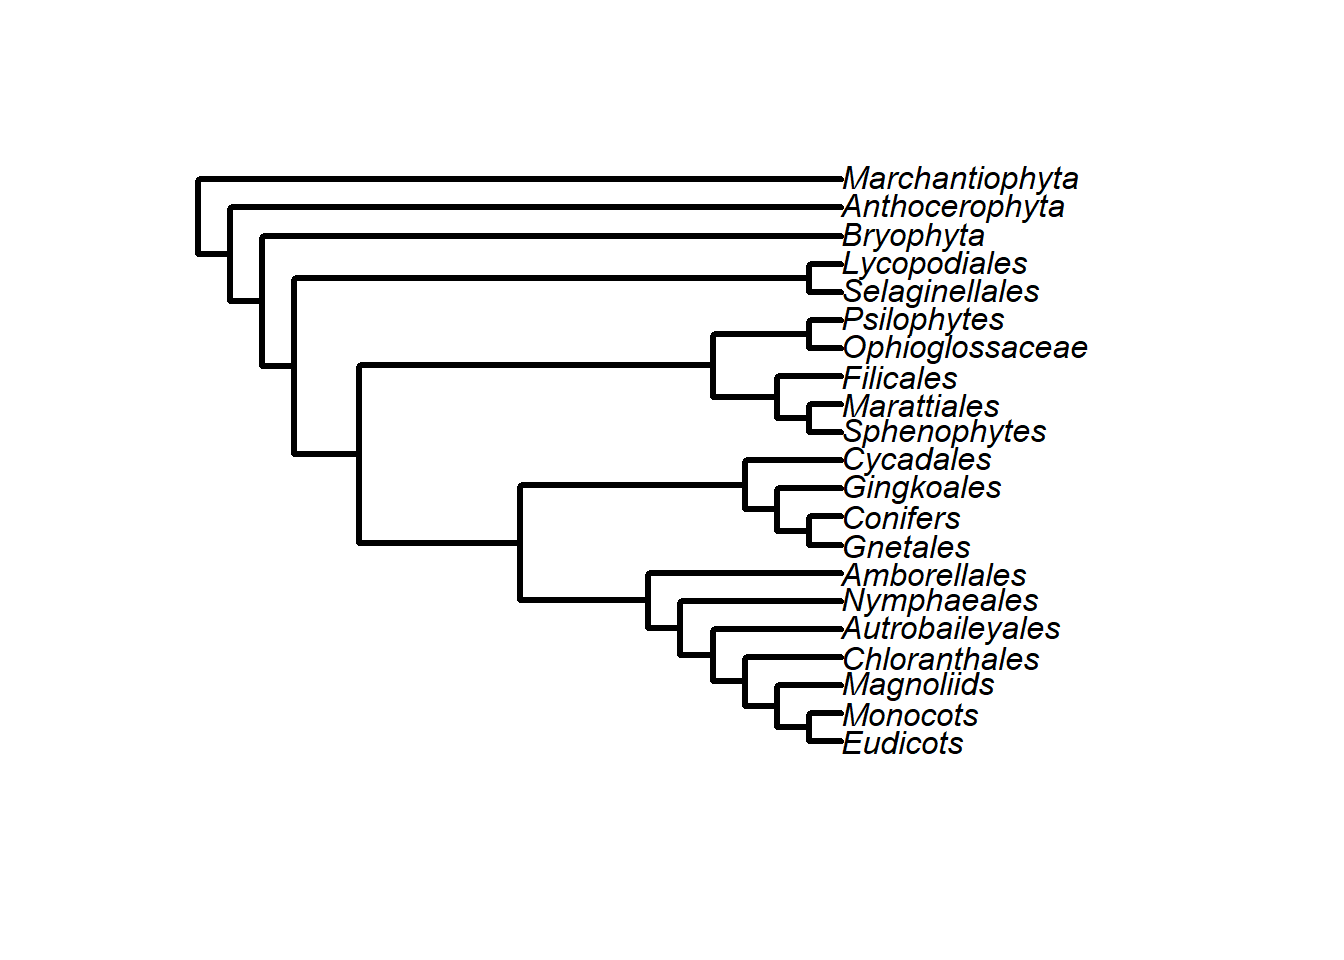 Marchantiophyta
Anthocerophyta
Bryophyta
Lycopodiales
Selaginellales
Psilophytes
Ophioglossaceae
Filicales
Marattiales
Sphenophytes
Cycadales
Gingkoales
Conifers
Gnetales
Amborellales
Nymphaeales
Autrobaileyales
Chloranthales
Magnoliids
Monocots
Eudicots